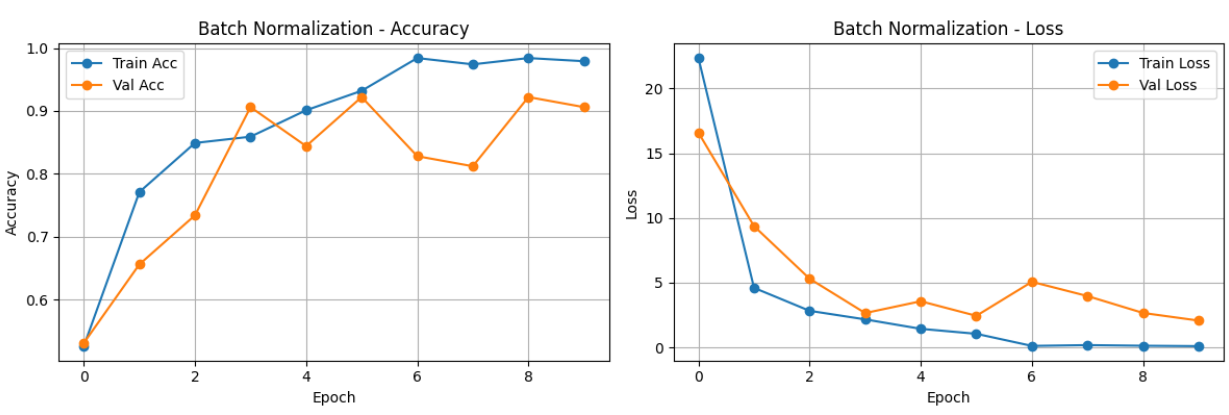 Batch Normalization - Accuracy
1.0
0.9
0.8
0.7
0.6
Accuracy
Train Acc
Val Acc
0 2 4 6 8
Epoch
Batch Normalization - Loss
20
15
10
5
0
Loss
Train Loss
Val Loss
0 2 4 6 8
Epoch